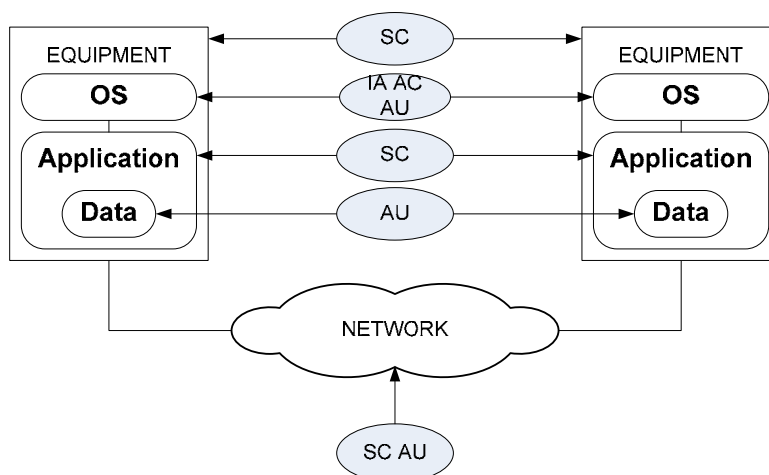 SC
EQUIPMENT
EQUIPMENT
OS
IA AC
AU
OS
Application
SC
Application
Data
AU
Data
NETWORK
SC AU